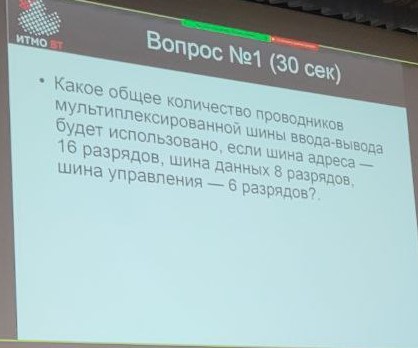 ИТМО ВТ
Вопрос №1 (30 сек)
• Какое общее количество проводников
мультиплексированной шины ввода-вывода
будет использовано, если шина адреса —
16 разрядов, шина данных 8 разрядов,
шина управления — 6 разрядов?.